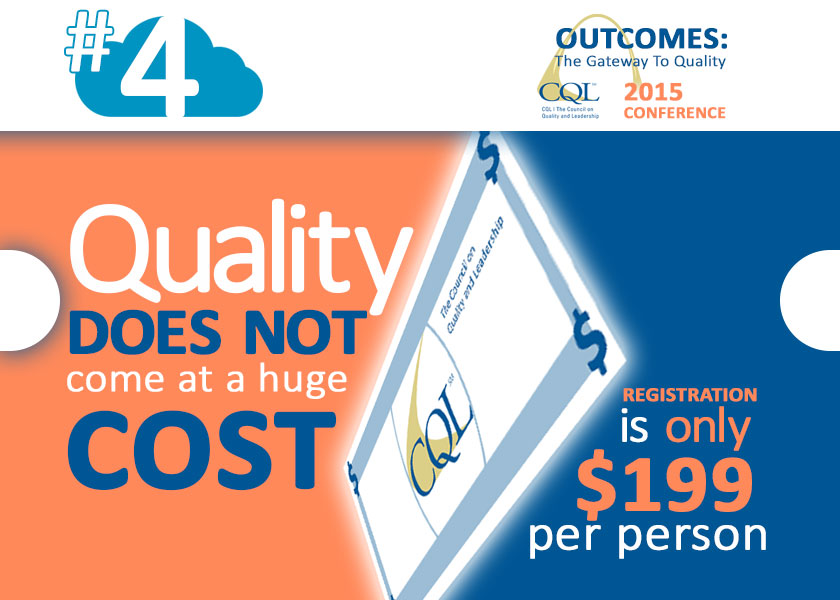 #4
OUTCOMES:
The Gateway To Quality
CQL
CQL | The Council on
Quality and Leadership
2015
CONFERENCE
Quality
DOES NOT
come at a huge
COST
$
The Council on
Quality and Leadership
$
CQL
$
REGISTRATION
is only
$199
per person